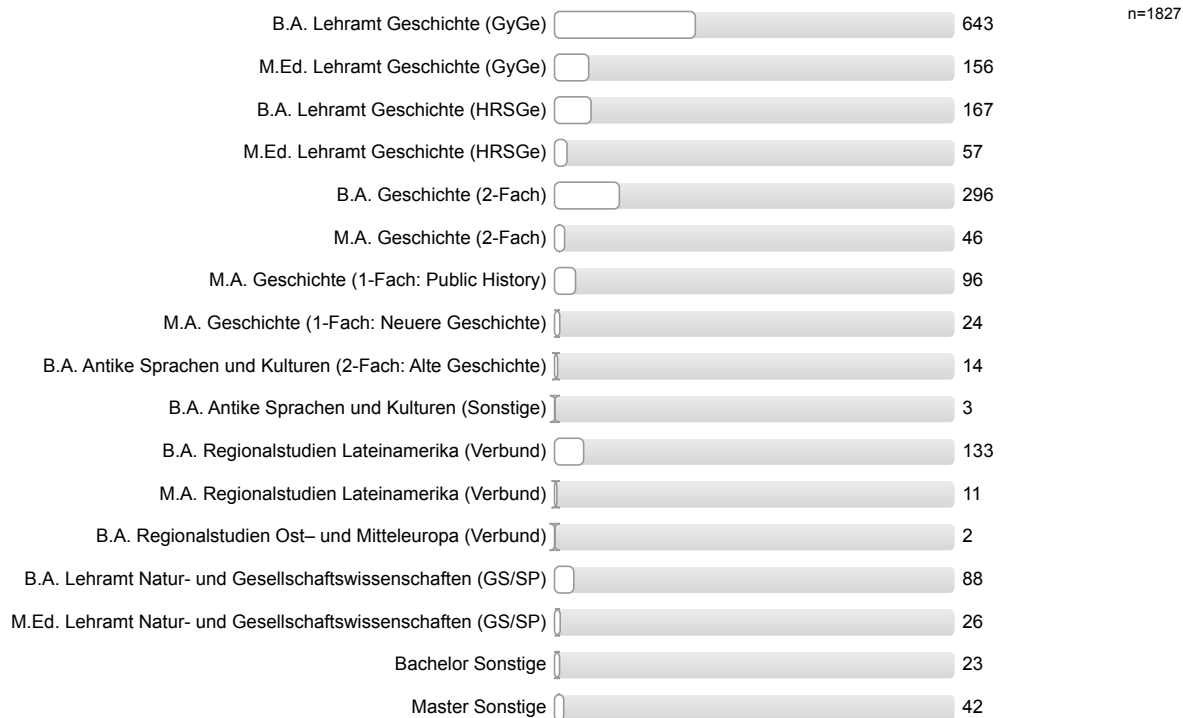 B.A. Lehramt Geschichte (GyGe) 643 n=1827
M.Ed. Lehramt Geschichte (GyGe) 156
B.A. Lehramt Geschichte (HRSGe) 167
M.Ed. Lehramt Geschichte (HRSGe) 57
B.A. Geschichte (2-Fach) 296
M.A. Geschichte (2-Fach) 46
M.A. Geschichte (1-Fach: Public History) 96
M.A. Geschichte (1-Fach: Neuere Geschichte) 24
B.A. Antike Sprachen und Kulturen (2-Fach: Alte Geschichte) 14
B.A. Antike Sprachen und Kulturen (Sonstige) 3
B.A. Regionalstudien Lateinamerika (Verbund) 133
M.A. Regionalstudien Lateinamerika (Verbund) 11
B.A. Regionalstudien Ost– und Mitteleuropa (Verbund) 2
B.A. Lehramt Natur- und Gesellschaftswissenschaften (GS/SP) 88
M.Ed. Lehramt Natur- und Gesellschaftswissenschaften (GS/SP) 26
Bachelor Sonstige 23
Master Sonstige 42